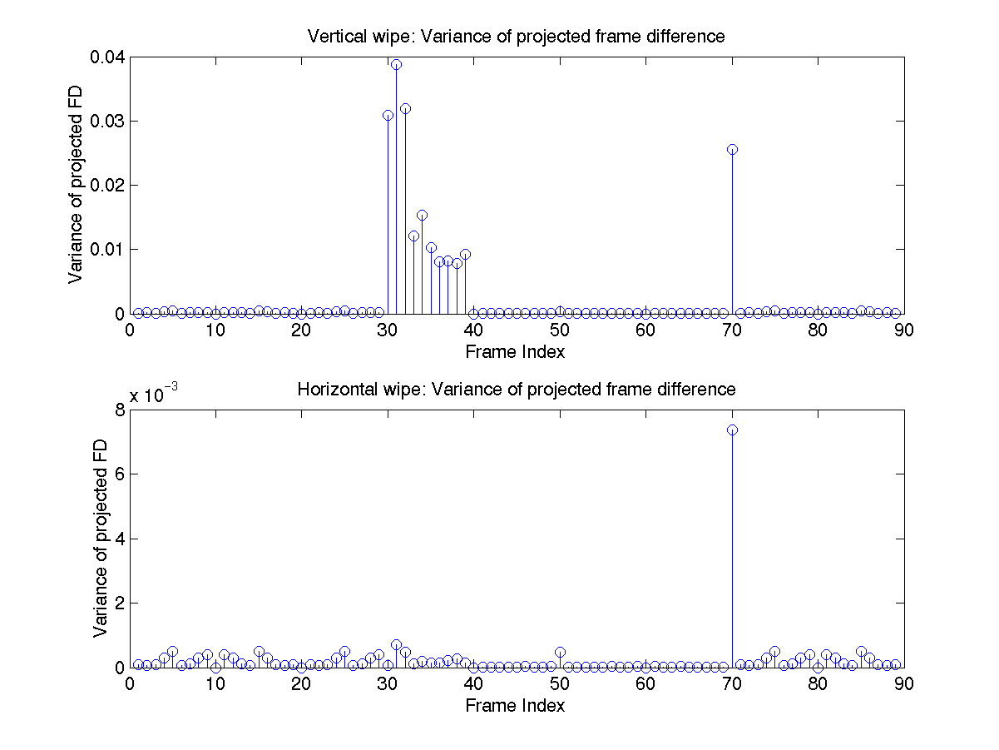 Vertical wipe: Variance of projected frame difference
Variance of projected FD
0.04
0.03
0.02
0.01
0
0 10 20 30 40 50 60 70 80 90
Frame Index
Horizontal wipe: Variance of projected frame difference
x 10⁻³
Variance of projected FD
8
6
4
2
0
0 10 20 30 40 50 60 70 80 90
Frame Index